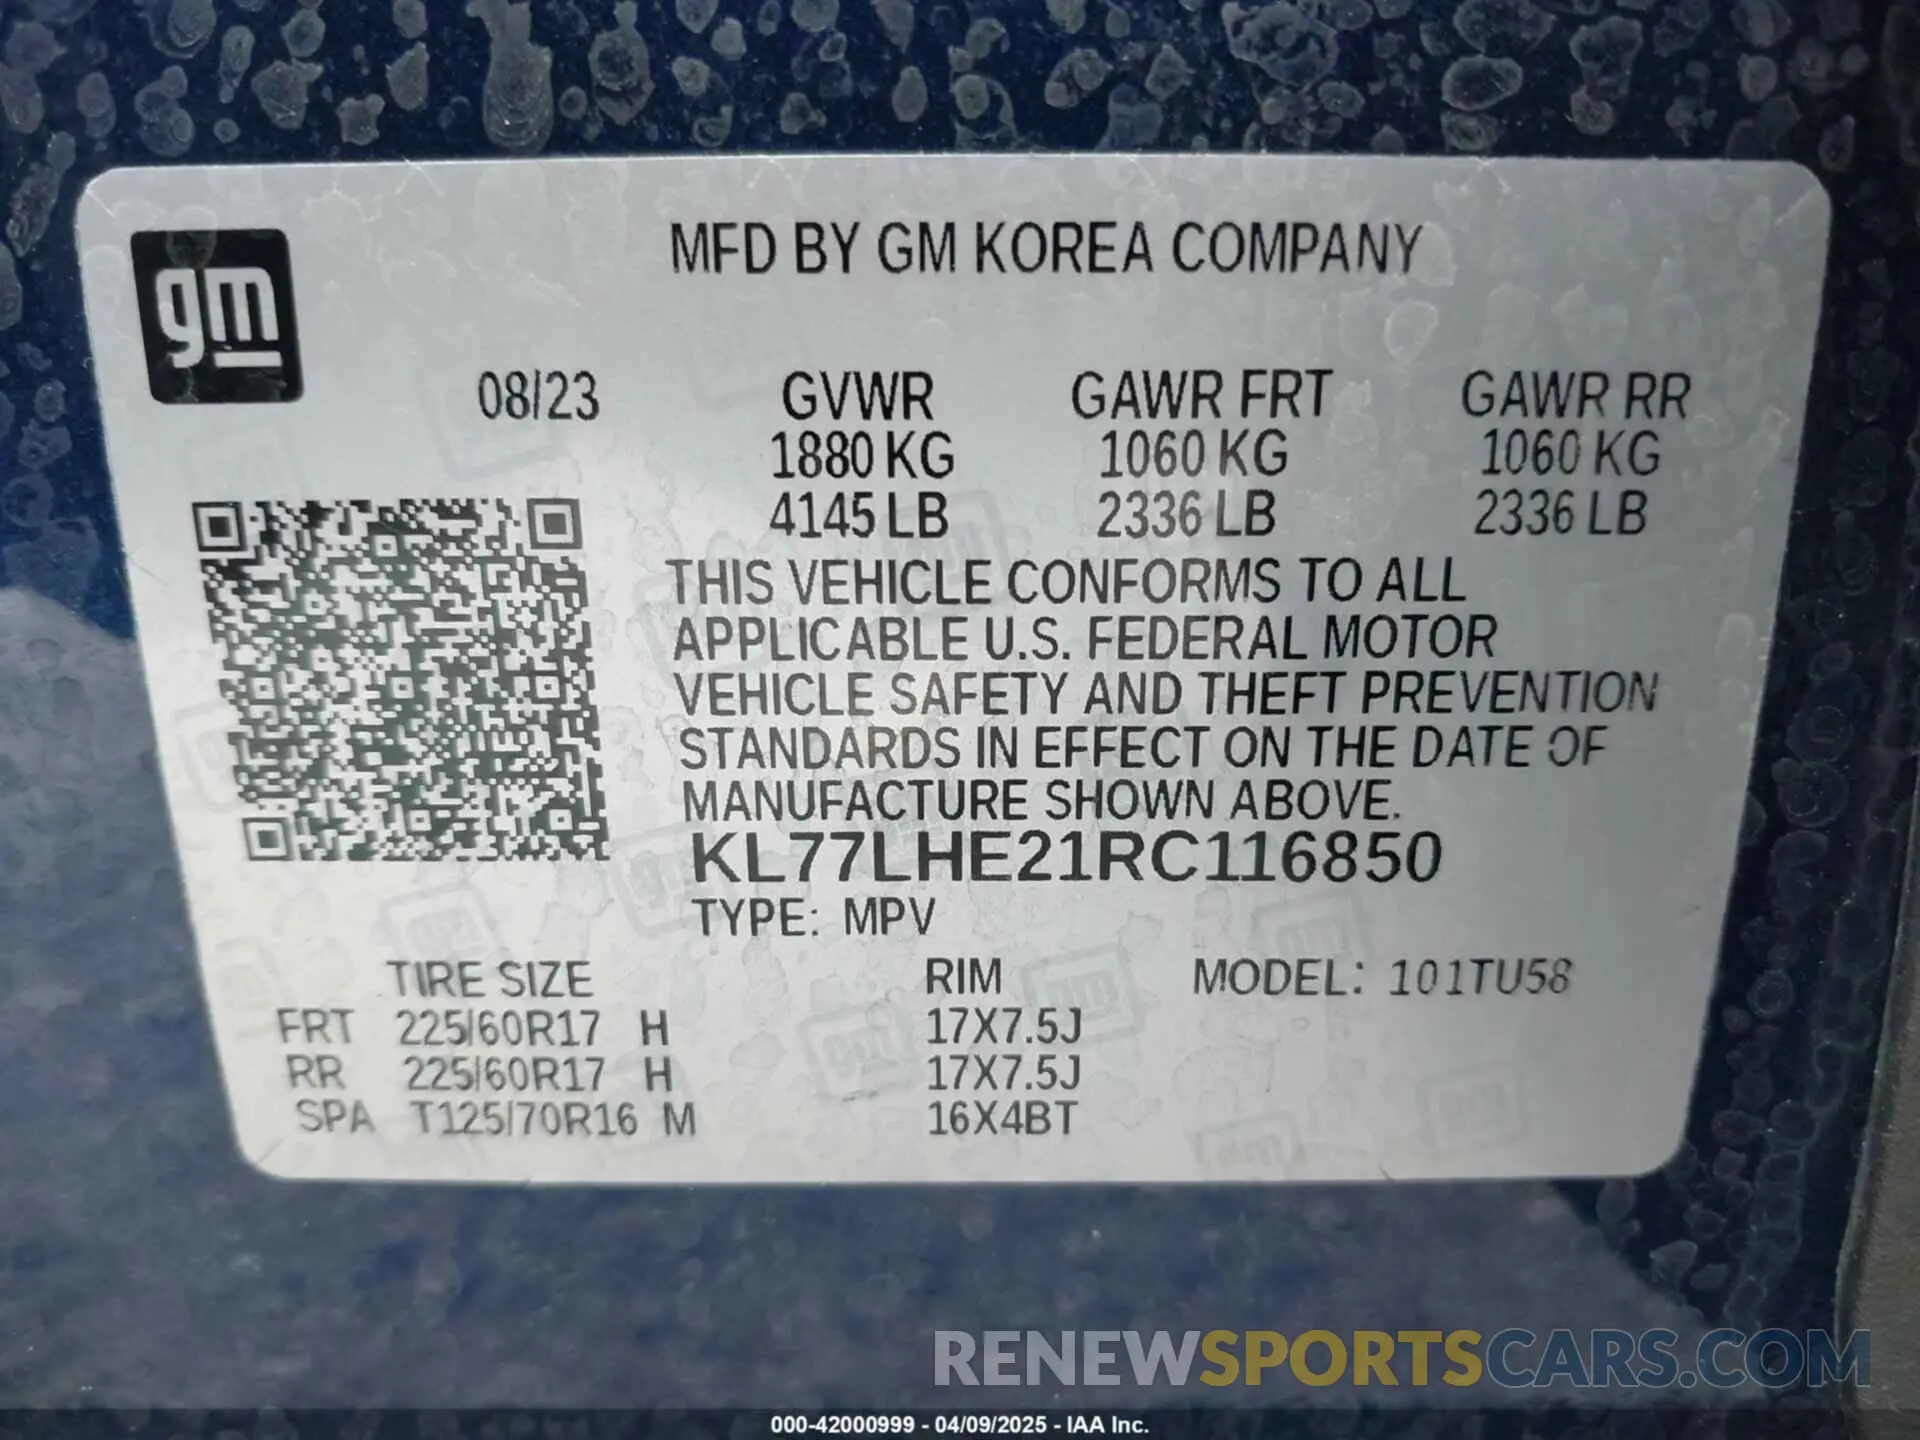 gm
MFD BY GM KOREA COMPANY
08/23 GVWR GAWR FRT GAWR RR
1880 KG 1060 KG 1060 KG
4145 LB 2336 LB 2336 LB
THIS VEHICLE CONFORMS TO ALL
APPLICABLE U.S. FEDERAL MOTOR
VEHICLE SAFETY AND THEFT PREVENTION
STANDARDS IN EFFECT ON THE DATE OF
MANUFACTURE SHOWN ABOVE.
KL77LHE21RC116850
TYPE: MPV
TIRE SIZE RIM MODEL: 101TU58
FRT 225/60R17 H 17X7.5J
RR 225/60R17 H 17X7.5J
SPA T125/70R16 M 16X4BT
RENEWSPORTSCARS.COM
000-42000999 - 04/09/2025 - IAA Inc.